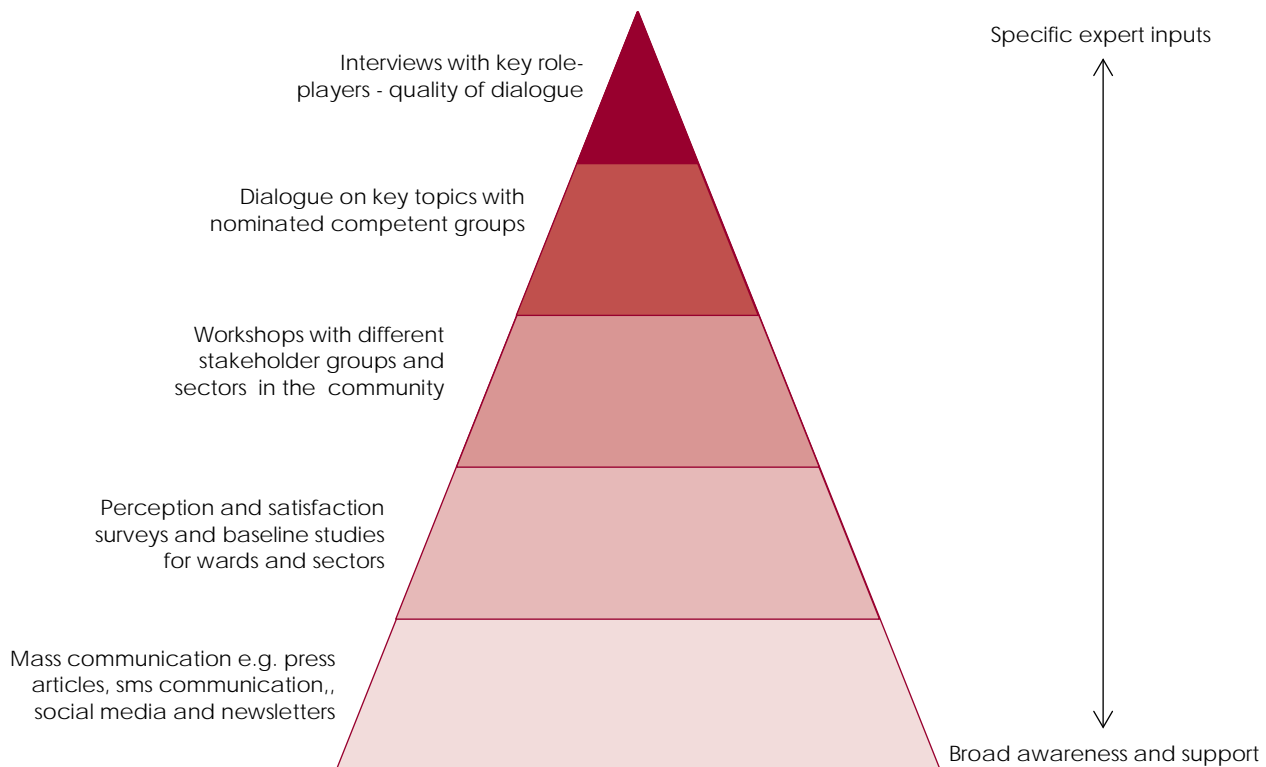 Interviews with key role-
players - quality of dialogue
Specific expert inputs
Dialogue on key topics with
nominated competent groups
Workshops with different
stakeholder groups and
sectors in the community
Perception and satisfaction
surveys and baseline studies
for wards and sectors
Mass communication e.g. press
articles, sms communication,,
social media and newsletters
Broad awareness and support